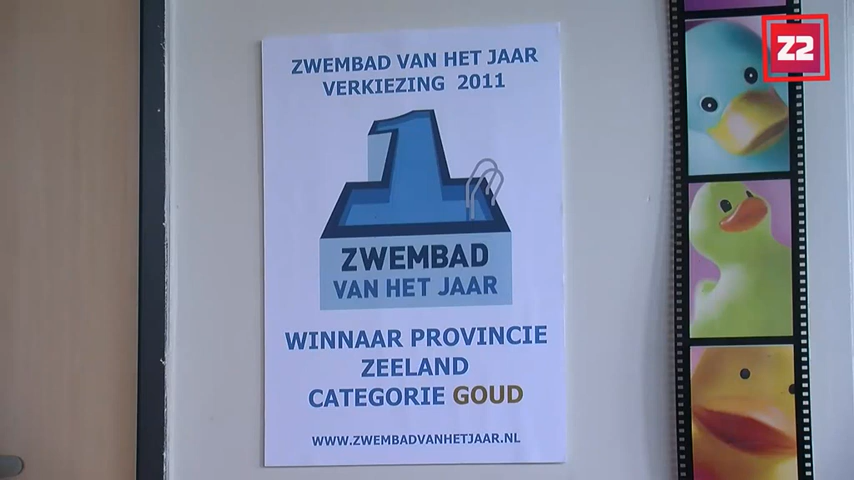 ZWEMBAD VAN HET JAAR
VERKIEZING 2011
1
ZWEMBAD
VAN HET JAAR
WINNAAR PROVINCIE
ZEELAND
CATEGORIE GOUD
WWW.ZWEMBADVANHETJAAR.NL
Z2